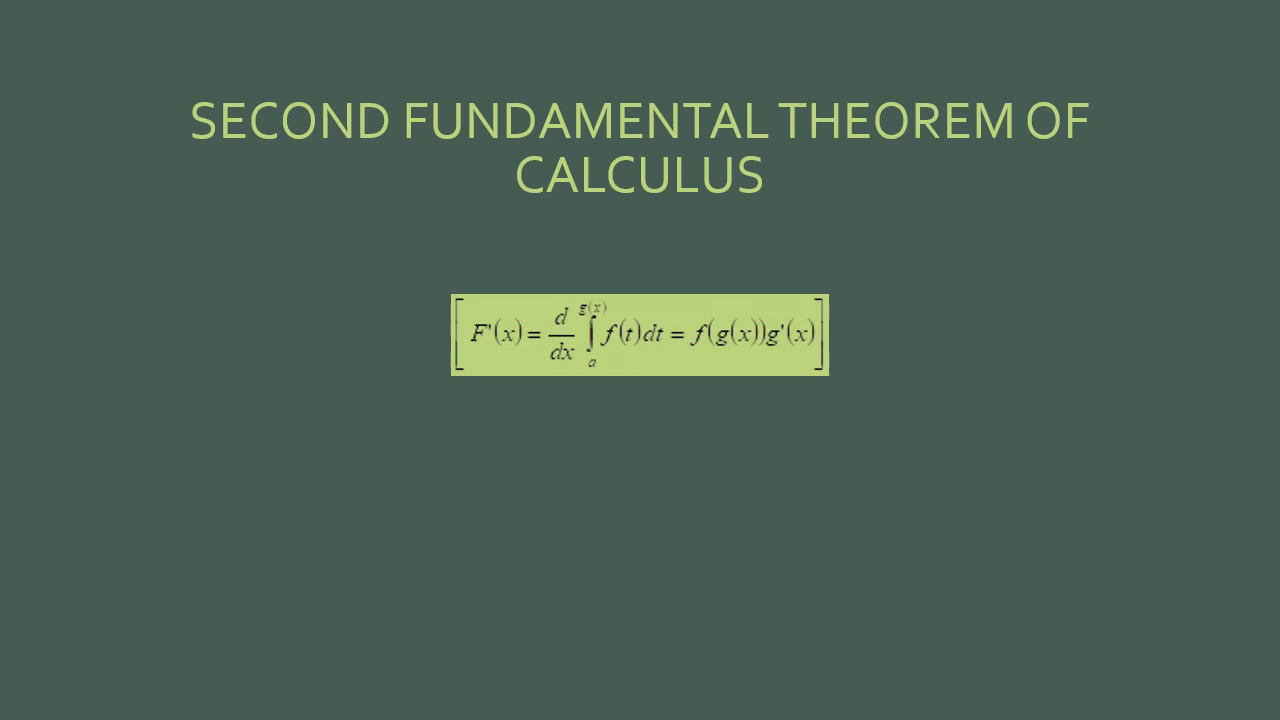 SECOND FUNDAMENTAL THEOREM OF
CALCULUS
[ F'(x) = d/dx ∫_a^{g(x)} f(t)dt = f(g(x))g'(x) ]